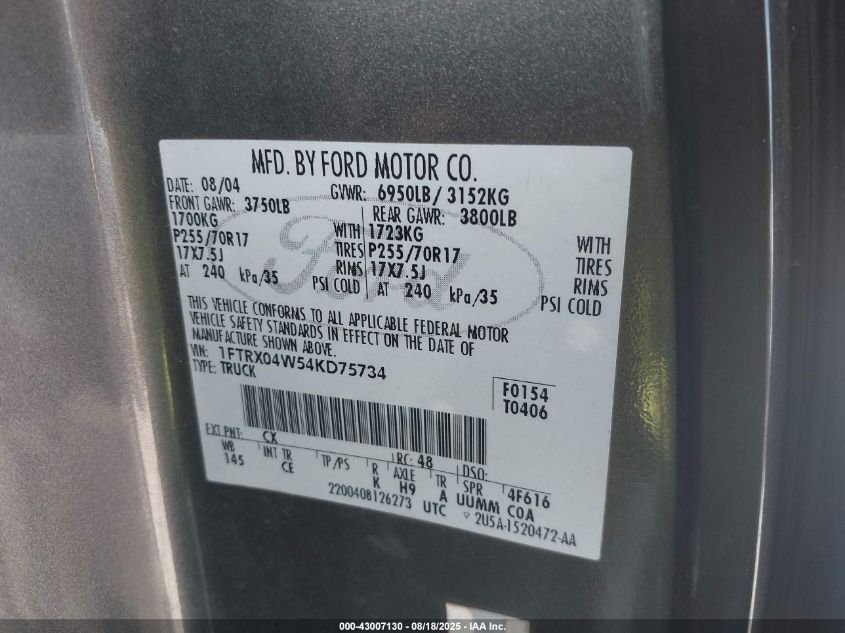 MFD. BY FORD MOTOR CO.
DATE: 08/04 GVWR: 6950LB / 3152KG
FRONT GAWR: 3750LB REAR GAWR: 3800LB
1700KG WITH 1723KG WITH
P255/70R17 TIRES P255/70R17 TIRES
17X7.5J RIMS 17X7.5J RIMS
AT 240 kPa/35 PSI COLD AT 240 kPa/35 PSI COLD
THIS VEHICLE CONFORMS TO ALL APPLICABLE FEDERAL MOTOR
VEHICLE SAFETY STANDARDS IN EFFECT ON THE DATE OF
MANUFACTURE SHOWN ABOVE.
VIN: 1FTRX04W54KD75734
TYPE: TRUCK
F0154
T0406
EXT PNT: CX RC: 48 DSO:
WB INT TR TP/PS R AXLE TR SPR 4F616
145 CE K H9 A UUMM COA
2200408126273 UTC ▽ 2U5A-1520472-AA
Ford
000-43007130 - 08/18/2025 - IAA Inc.